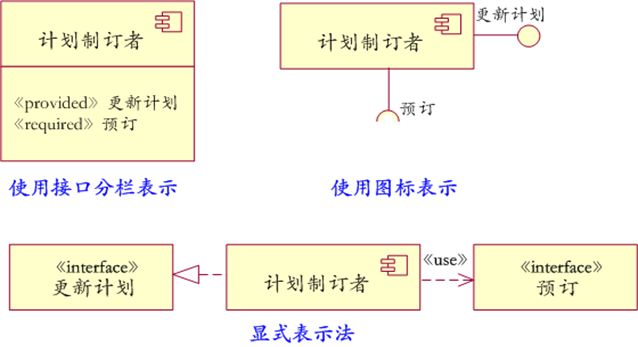 计划制订者
《provided》更新计划
《required》预订
使用接口分栏表示
计划制订者
更新计划
预订
使用图标表示
《interface》
更新计划
计划制订者
《use》
《interface》
预订
显式表示法